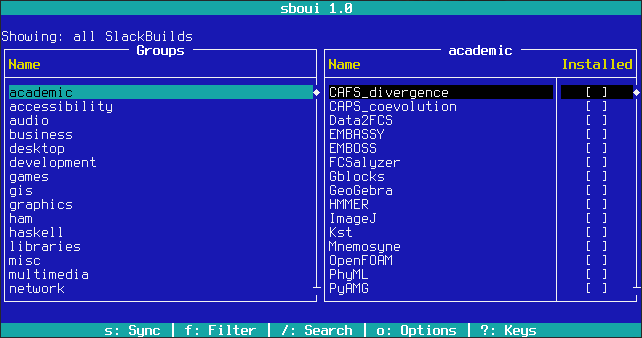 sboui 1.0
Showing: all SlackBuilds
Groups academic
Name Name Installed
academic CAFS_divergence [ ]
accessibility CAPS_coevolution [ ]
audio Data2FCS [ ]
business EMBASSY [ ]
desktop EMBOSS [ ]
development FCSalyzer [ ]
games Gblocks [ ]
gis GeoGebra [ ]
graphics HMMER [ ]
ham ImageJ [ ]
haskell Kst [ ]
libraries Mnemosyne [ ]
misc OpenFOAM [ ]
multimedia PhyML [ ]
network PyAMG [ ]
s: Sync | f: Filter | /: Search | o: Options | ?: Keys